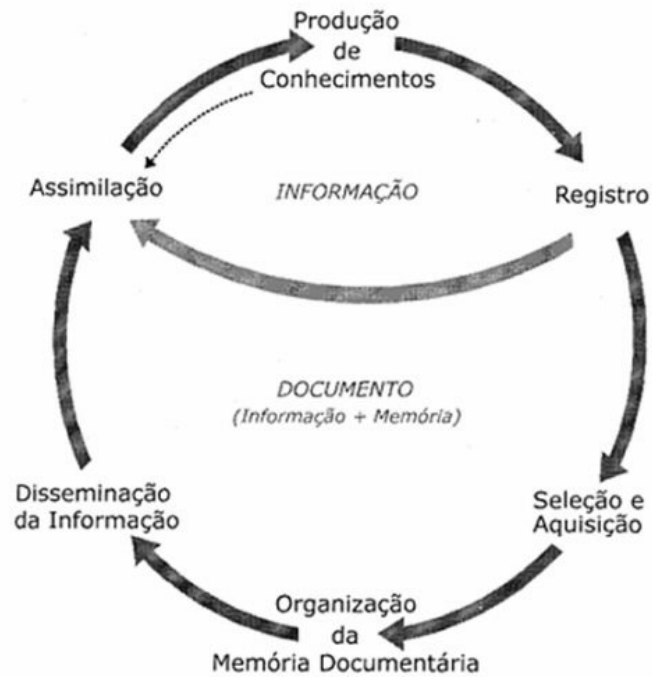 Produção
de
Conhecimentos
Assimilação
INFORMAÇÃO
Registro
DOCUMENTO
(Informação + Memória)
Disseminação
da Informação
Seleção e
Aquisição
Organização
da
Memória Documentária